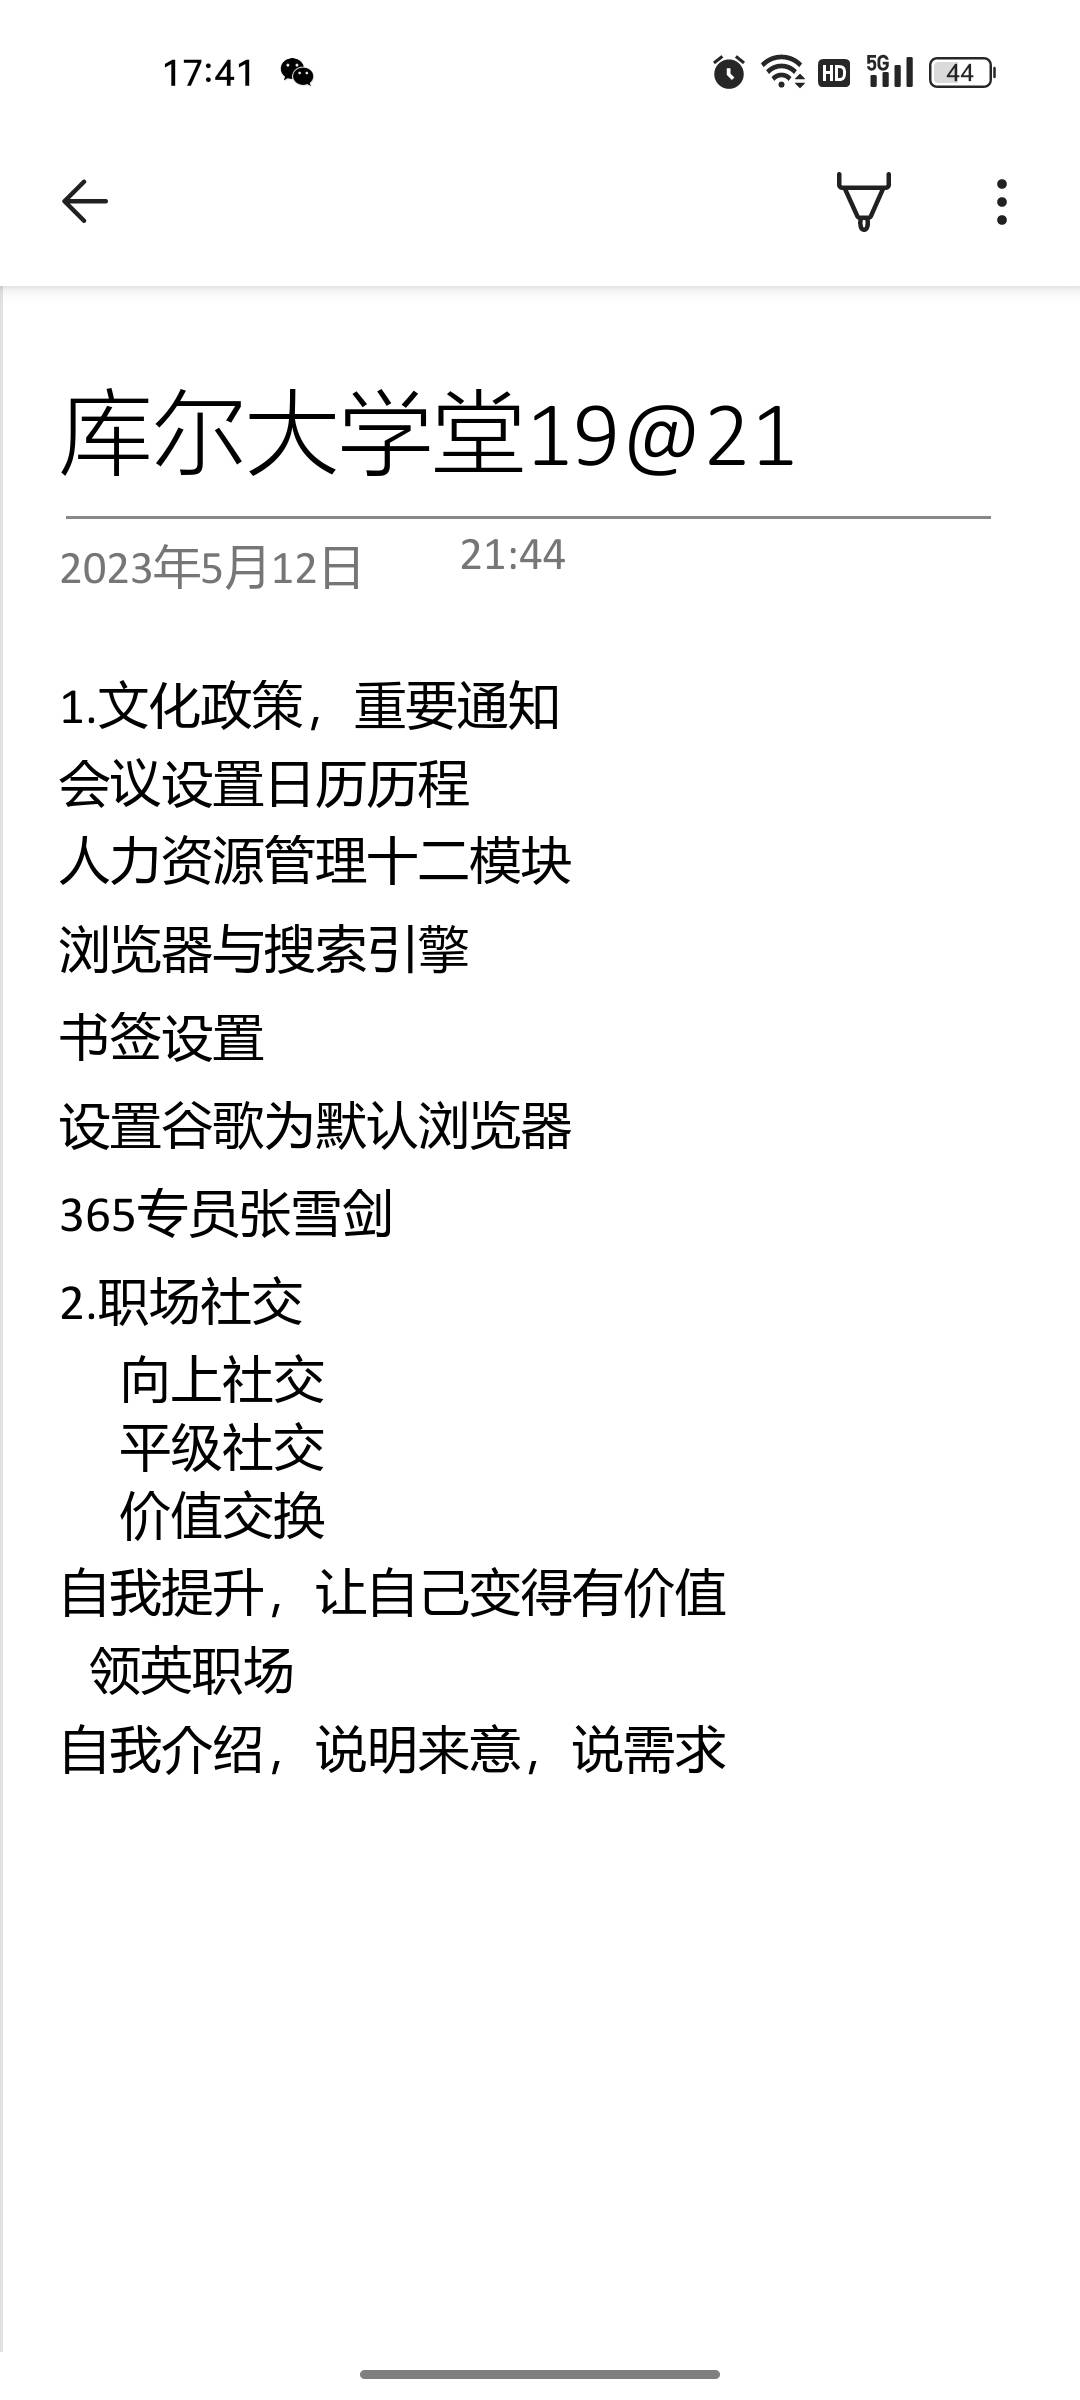 17:41
HD 5G 44
库尔大学堂19@21
2023年5月12日 21:44
1.文化政策，重要通知
会议设置日历历程
人力资源管理十二模块
浏览器与搜索引擎
书签设置
设置谷歌为默认浏览器
365专员张雪剑
2.职场社交
向上社交
平级社交
价值交换
自我提升，让自己变得有价值
领英职场
自我介绍，说明来意，说需求